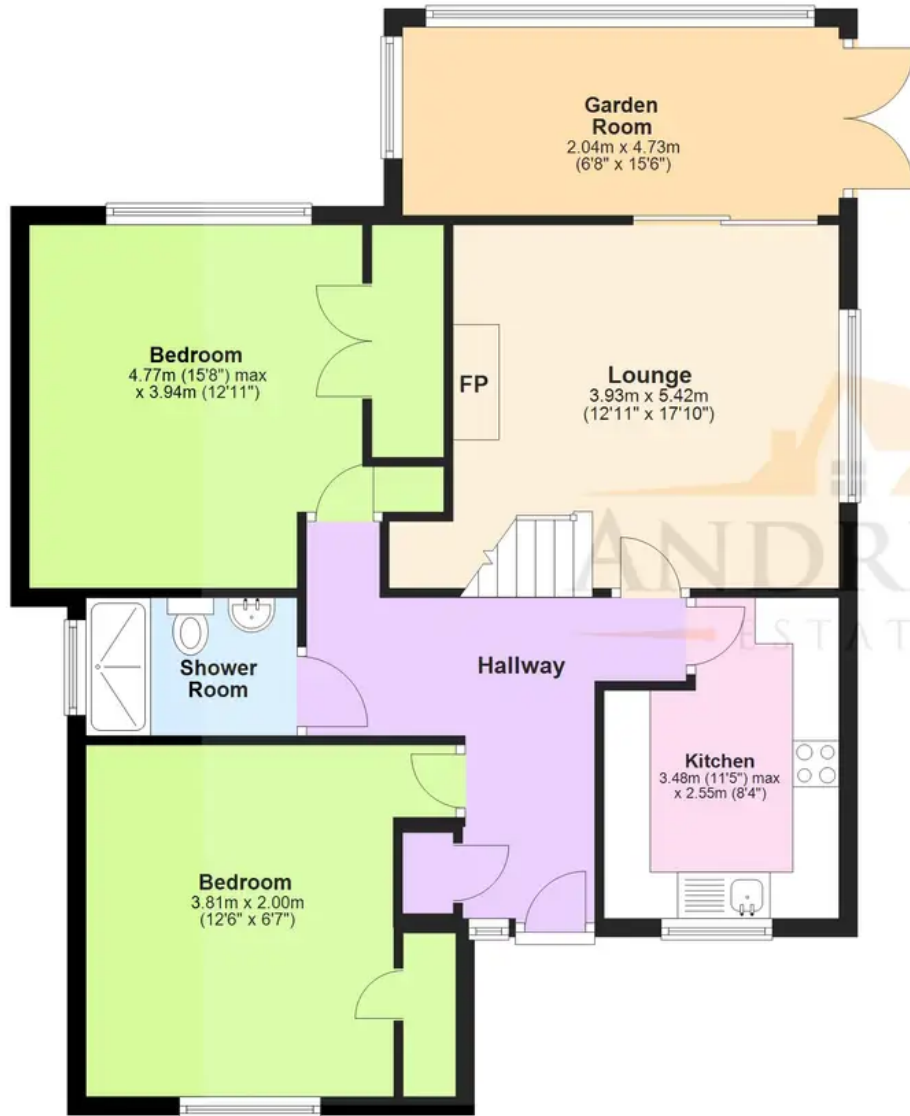 Garden
Room
2.04m x 4.73m
(6'8" x 15'6")
Bedroom
4.77m (15'8") max
x 3.94m (12'11")
FP
Lounge
3.93m x 5.42m
(12'11" x 17'10")
ANDR
ESTAT
Shower
Room
Hallway
Kitchen
3.48m (11'5") max
x 2.55m (8'4")
Bedroom
3.81m x 2.00m
(12'6" x 6'7")